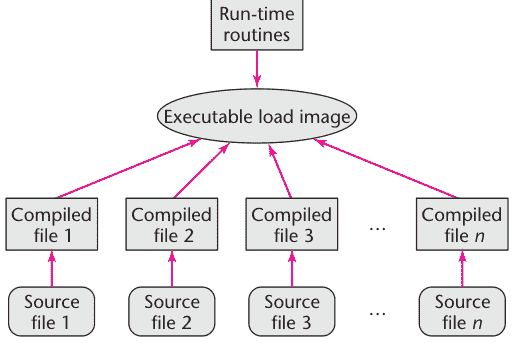 Run-time
routines
Executable load image
Compiled
file 1
Compiled
file 2
Compiled
file 3
...
Compiled
file n
Source
file 1
Source
file 2
Source
file 3
...
Source
file n